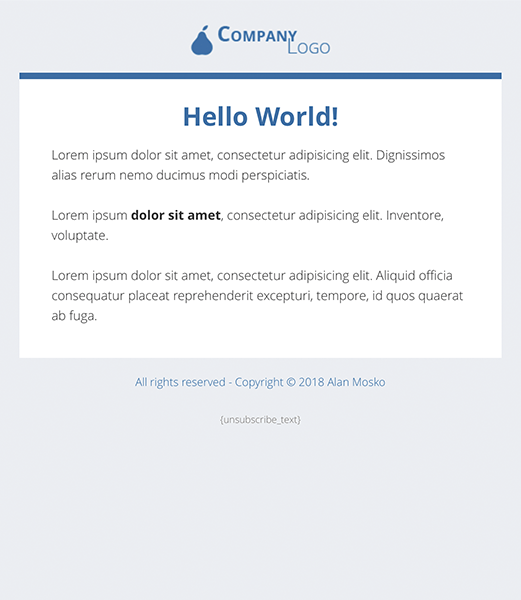 Company
Logo
Hello World!
Lorem ipsum dolor sit amet, consectetur adipisicing elit. Dignissimos
alias rerum nemo ducimus modi perspiciatis.
Lorem ipsum dolor sit amet, consectetur adipisicing elit. Inventore,
voluptate.
Lorem ipsum dolor sit amet, consectetur adipisicing elit. Aliquid officia
consequatur placeat reprehenderit excepturi, tempore, id quos quaerat
ab fuga.
All rights reserved - Copyright © 2018 Alan Mosko
{unsubscribe_text}